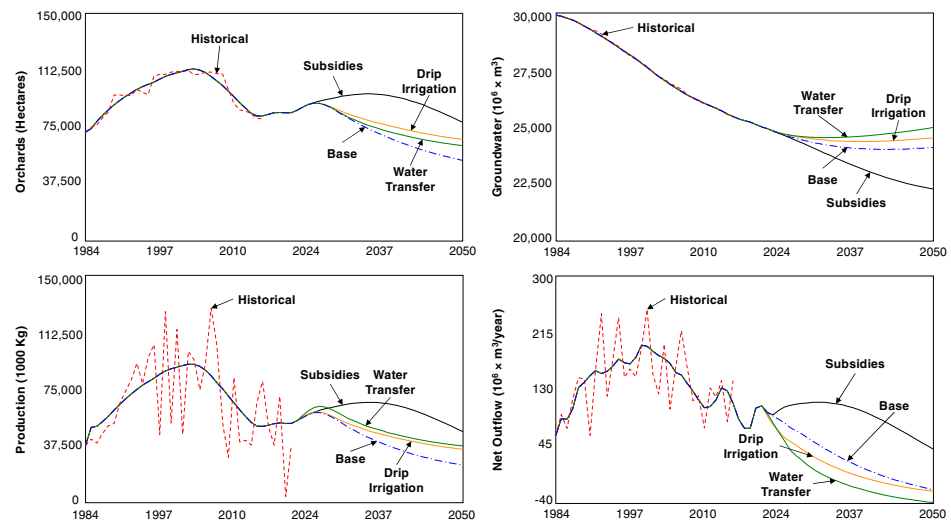 Orchards (Hectares)
150,000
112,500
75,000
37,500
0
1984
1997
2010
2024
2037
2050
Historical
Subsidies
Drip
Irrigation
Base
Water
Transfer
Groundwater (10⁶ × m³)
30,000
27,500
25,000
22,500
20,000
1984
1997
2010
2024
2037
2050
Historical
Water
Transfer
Drip
Irrigation
Base
Subsidies
Production (1000 Kg)
150,000
112,500
75,000
37,500
0
1984
1997
2010
2024
2037
2050
Historical
Subsidies
Water
Transfer
Base
Drip
Irrigation
Net Outflow (10⁶ × m³/year)
300
215
130
45
-40
1984
1997
2010
2024
2037
2050
Historical
Subsidies
Base
Drip
Irrigation
Water
Transfer